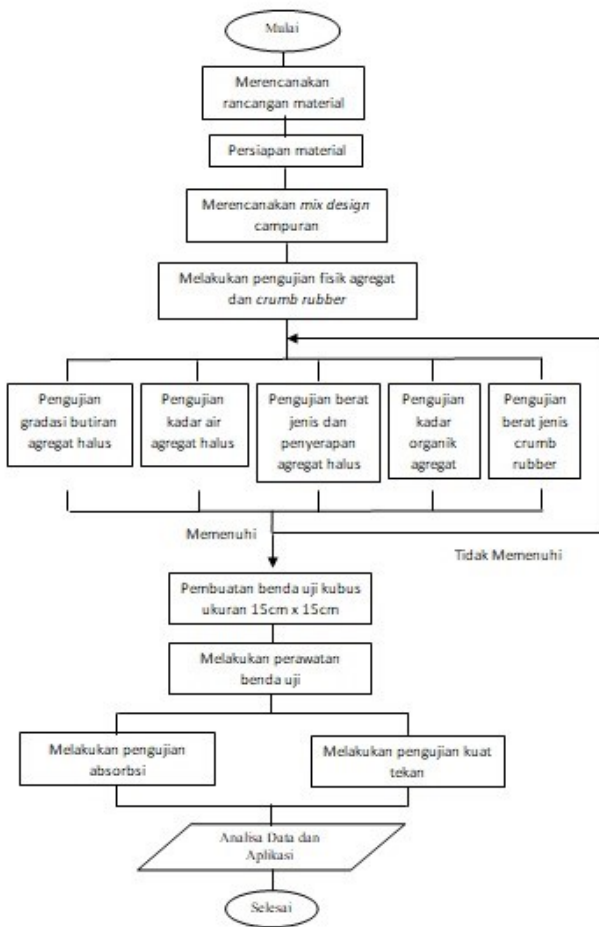 Mulai
Merencanakan
rancangan material
Persiapan material
Merencanakan mix design
campuran
Melakukan pengujian fisik agregat
dan crumb rubber
Pengujian
gradasi butiran
agregat halus
Pengujian
kadar air
agregat halus
Pengujian berat
jenis dan
penyerapan
agregat halus
Pengujian
kadar
organik
agregat
Pengujian
berat jenis
crumb
rubber
Memenuhi
Tidak Memenuhi
Pembuatan benda uji kubus
ukuran 15cm x 15cm
Melakukan perawatan
benda uji
Melakukan pengujian
absorbsi
Melakukan pengujian kuat
tekan
Analisa Data dan
Aplikasi
Selesai